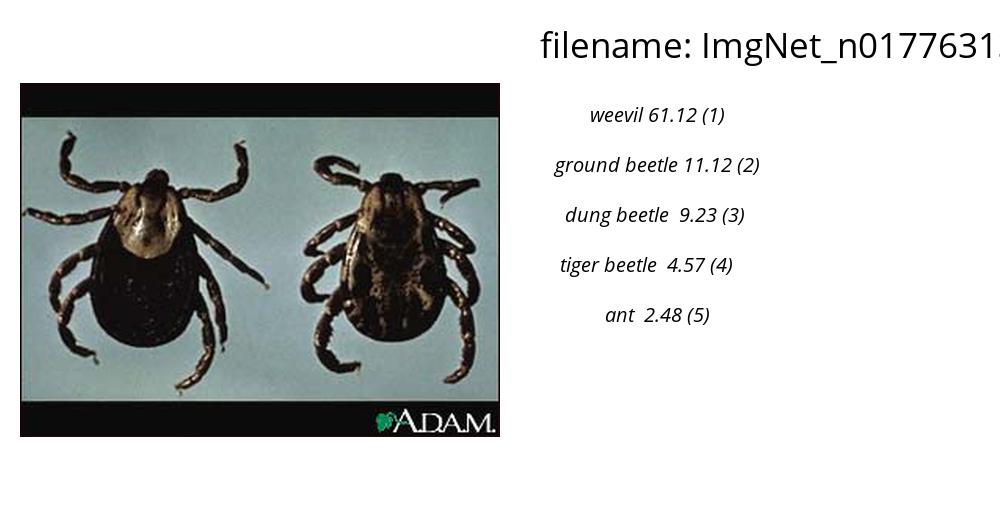 filename: ImgNet_n0177631
weevil 61.12 (1)
ground beetle 11.12 (2)
dung beetle 9.23 (3)
tiger beetle 4.57 (4)
ant 2.48 (5)
A.D.A.M.